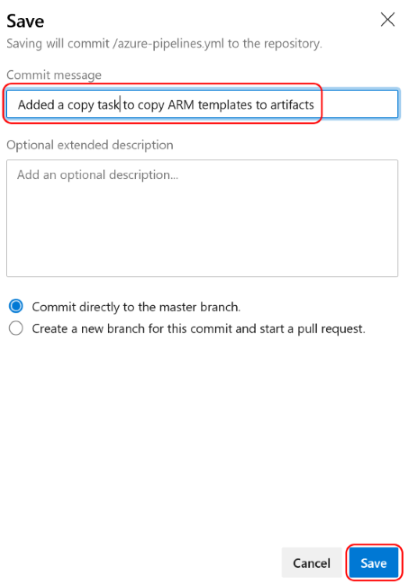 Save
Saving will commit /azure-pipelines.yml to the repository.
Commit message
Added a copy task to copy ARM templates to artifacts
Optional extended description
Add an optional description...
Commit directly to the master branch.
Create a new branch for this commit and start a pull request.
Cancel Save